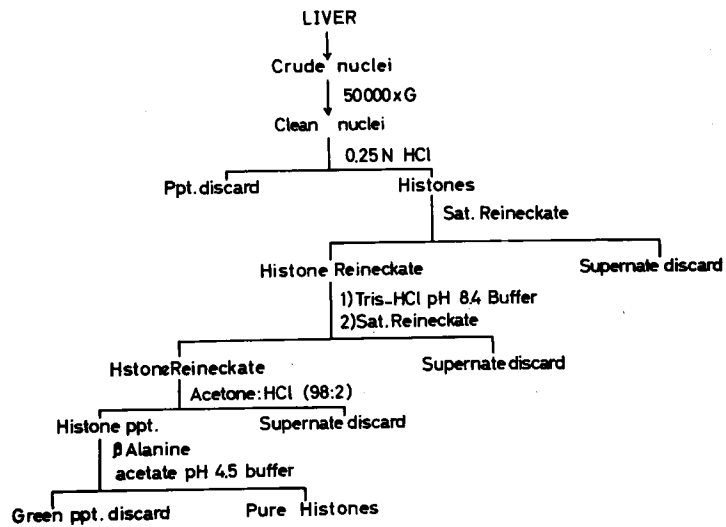 LIVER
Crude nuclei
50000xG
Clean nuclei
0.25N HCl
Ppt. discard
Histones
Sat. Reineckate
Histone Reineckate
Supernate discard
1)Tris-HCl pH 8.4 Buffer
2)Sat. Reineckate
HstoneReineckate
Supernate discard
Acetone:HCl (98:2)
Histone ppt.
Supernate discard
β Alanine
acetate pH 4.5 buffer
Green ppt. discard
Pure Histones